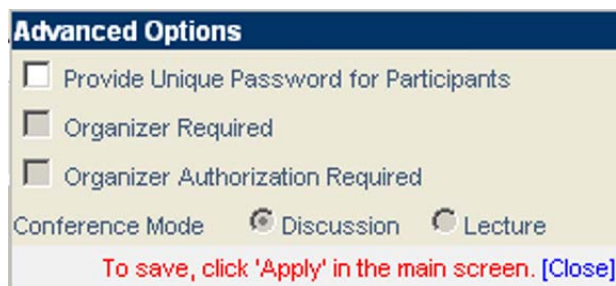 Advanced Options
Provide Unique Password for Participants
Organizer Required
Organizer Authorization Required
Conference Mode Discussion Lecture
To save, click 'Apply' in the main screen. [Close]